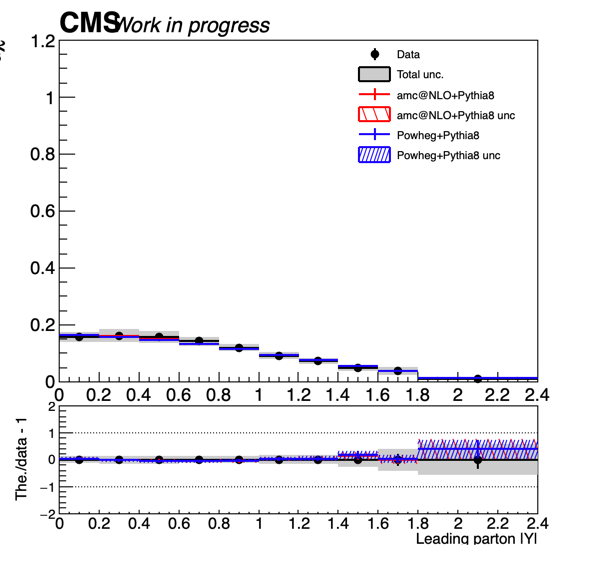 CMS Work in progress
%
1.2
1
0.8
0.6
0.4
0.2
0
Data
Total unc.
amc@NLO+Pythia8
amc@NLO+Pythia8 unc
Powheg+Pythia8
Powheg+Pythia8 unc
0 0.2 0.4 0.6 0.8 1 1.2 1.4 1.6 1.8 2 2.2 2.4
The./data - 1
2
1
0
−1
−2
0 0.2 0.4 0.6 0.8 1 1.2 1.4 1.6 1.8 2 2.2 2.4
Leading parton |Y|